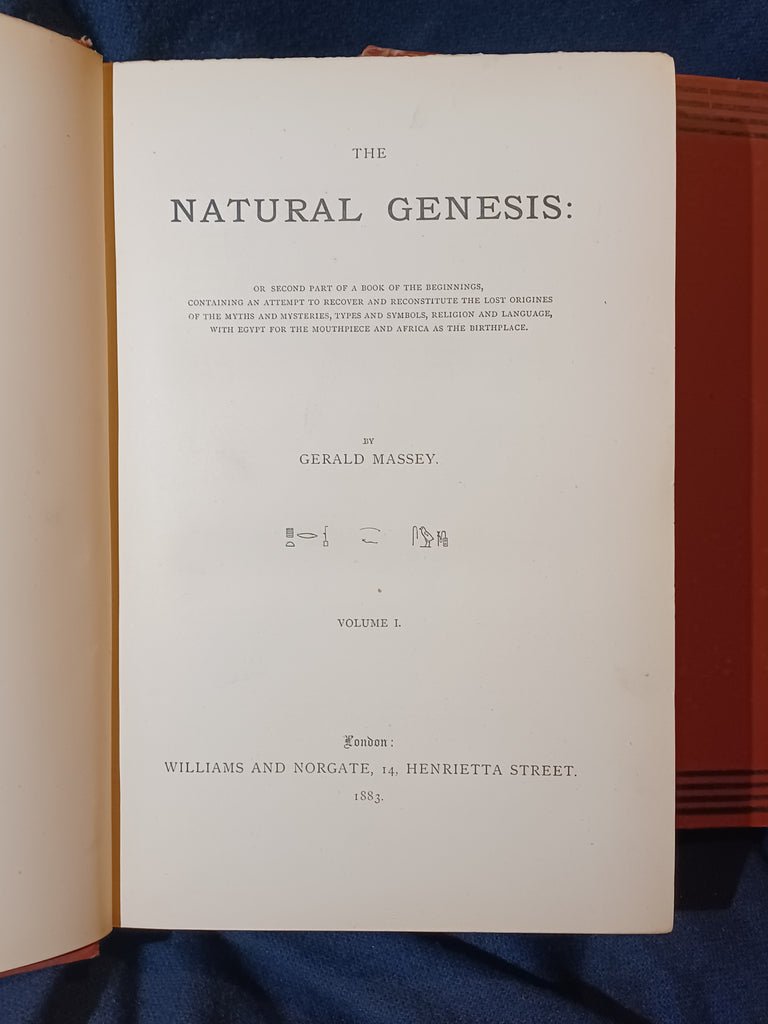 THE
NATURAL GENESIS:
OR SECOND PART OF A BOOK OF THE BEGINNINGS,
CONTAINING AN ATTEMPT TO RECOVER AND RECONSTITUTE THE LOST ORIGINES
OF THE MYTHS AND MYSTERIES, TYPES AND SYMBOLS, RELIGION AND LANGUAGE,
WITH EGYPT FOR THE MOUTHPIECE AND AFRICA AS THE BIRTHPLACE.
BY
GERALD MASSEY.
VOLUME I.
London:
WILLIAMS AND NORGATE, 14, HENRIETTA STREET.
1883.